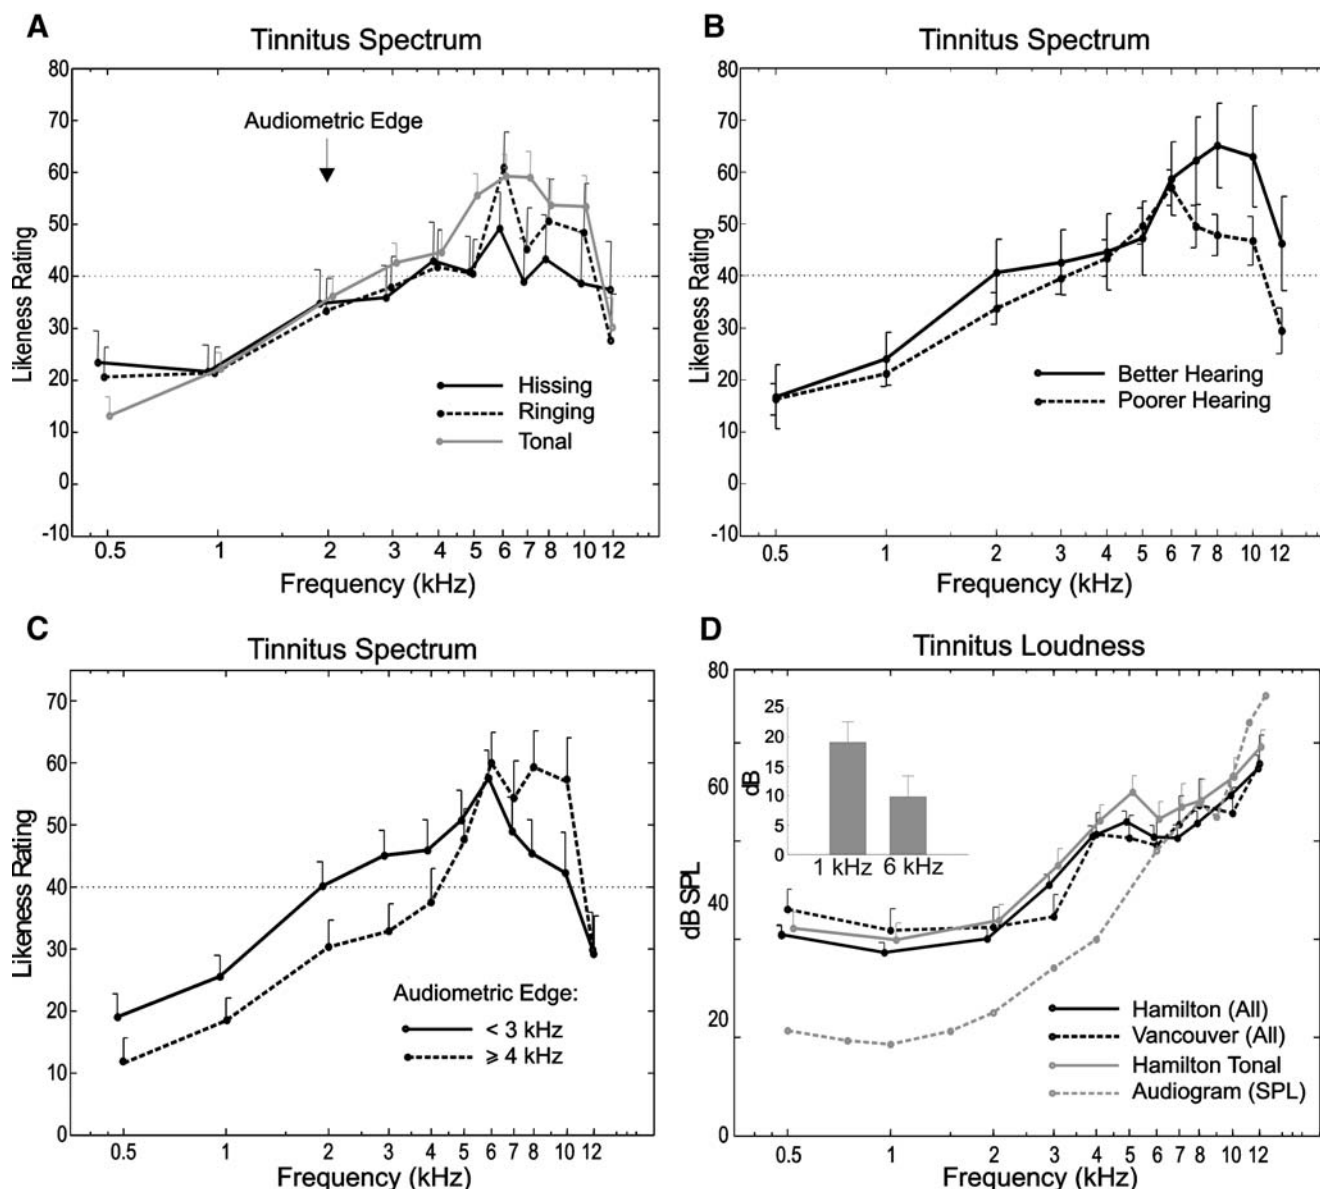 A
Tinnitus Spectrum
80
70
60
50
40
30
20
10
0
-10
Likeness Rating
Audiometric Edge
Hissing
Ringing
Tonal
0.5 1 2 3 4 5 6 7 8 10 12
Frequency (kHz)
B
Tinnitus Spectrum
80
70
60
50
40
30
20
10
0
-10
Likeness Rating
Better Hearing
Poorer Hearing
0.5 1 2 3 4 5 6 7 8 10 12
Frequency (kHz)
C
Tinnitus Spectrum
70
60
50
40
30
20
10
0
Likeness Rating
Audiometric Edge:
< 3 kHz
⩾ 4 kHz
0.5 1 2 3 4 5 6 7 8 10 12
Frequency (kHz)
D
Tinnitus Loudness
80
60
40
20
0
dB SPL
25
20
15
10
5
0
dB
1 kHz 6 kHz
Hamilton (All)
Vancouver (All)
Hamilton Tonal
Audiogram (SPL)
0.5 1 2 3 4 5 6 7 8 10 12
Frequency (kHz)